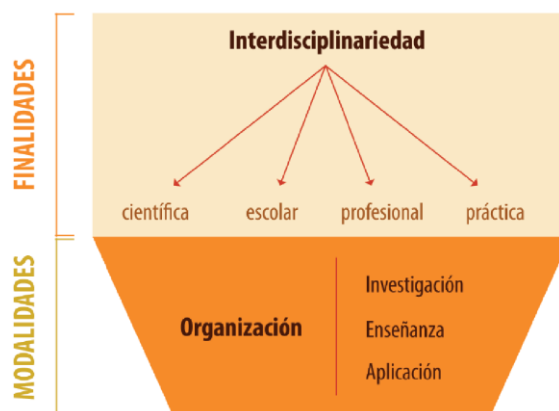 FINALIDADES
Interdisciplinariedad
científica escolar profesional práctica
MODALIDADES
Organización
Investigación
Enseñanza
Aplicación